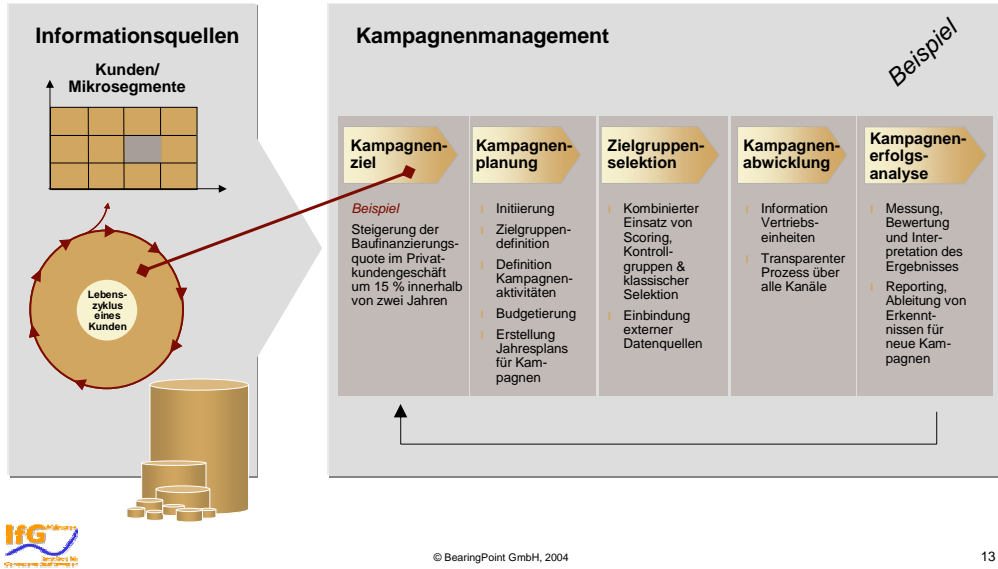 Informationsquellen
Kunden/
Mikrosegmente
Lebens-
zyklus
eines
Kunden
Kampagnenmanagement
Beispiel
Kampagnen-
ziel
Beispiel
Steigerung der
Baufinanzierungs-
quote im Privat-
kundengeschäft
um 15 % innerhalb
von zwei Jahren
Kampagnen-
planung
Initiierung
Zielgruppen-
definition
Definition
Kampagnen-
aktivitäten
Budgetierung
Erstellung
Jahresplans
für Kam-
pagnen
Zielgruppen-
selektion
Kombinierter
Einsatz von
Scoring,
Kontroll-
gruppen &
klassischer
Selektion
Einbindung
externer
Datenquellen
Kampagnen-
abwicklung
Information
Vertriebs-
einheiten
Transparenter
Prozess über
alle Kanäle
Kampagnen-
erfolgs-
analyse
Messung,
Bewertung
und Inter-
pretation des
Ergebnisses
Reporting,
Ableitung von
Erkennt-
nissen für
neue Kam-
pagnen
IfG
© BearingPoint GmbH, 2004
13